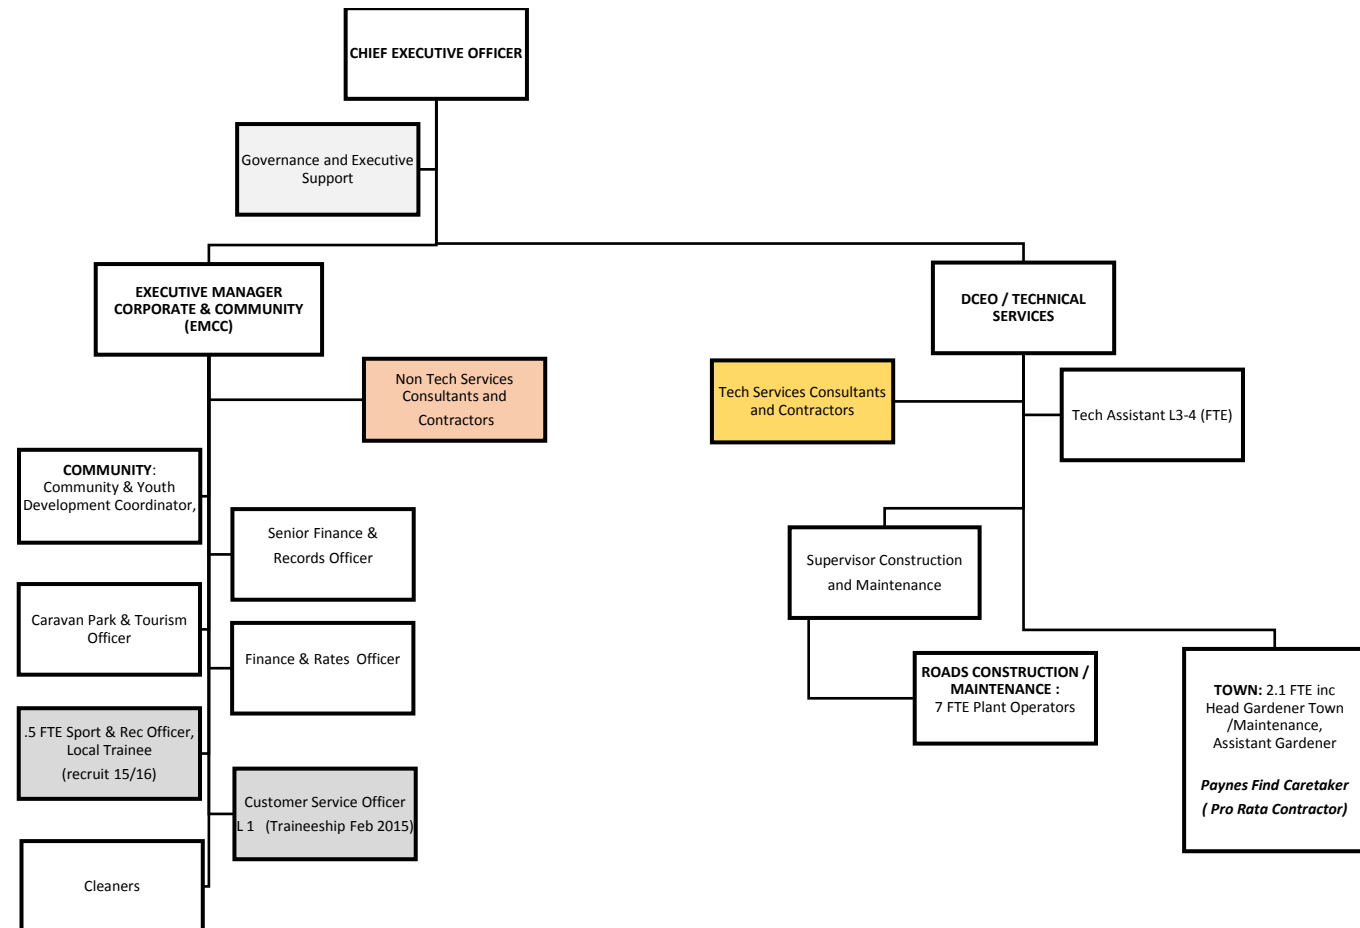 CHIEF EXECUTIVE OFFICER
Governance and Executive
Support
EXECUTIVE MANAGER
CORPORATE & COMMUNITY
(EMCC)
DCEO / TECHNICAL
SERVICES
Non Tech Services
Consultants and
Contractors
Tech Services Consultants
and Contractors
Tech Assistant L3-4 (FTE)
COMMUNITY:
Community & Youth
Development Coordinator,
Senior Finance &
Records Officer
Supervisor Construction
and Maintenance
Caravan Park & Tourism
Officer
Finance & Rates Officer
ROADS CONSTRUCTION /
MAINTENANCE :
7 FTE Plant Operators
TOWN: 2.1 FTE inc
Head Gardener Town
/Maintenance,
Assistant Gardener
Paynes Find Caretaker
( Pro Rata Contractor)
.5 FTE Sport & Rec Officer,
Local Trainee
(recruit 15/16)
Customer Service Officer
L 1 (Traineeship Feb 2015)
Cleaners